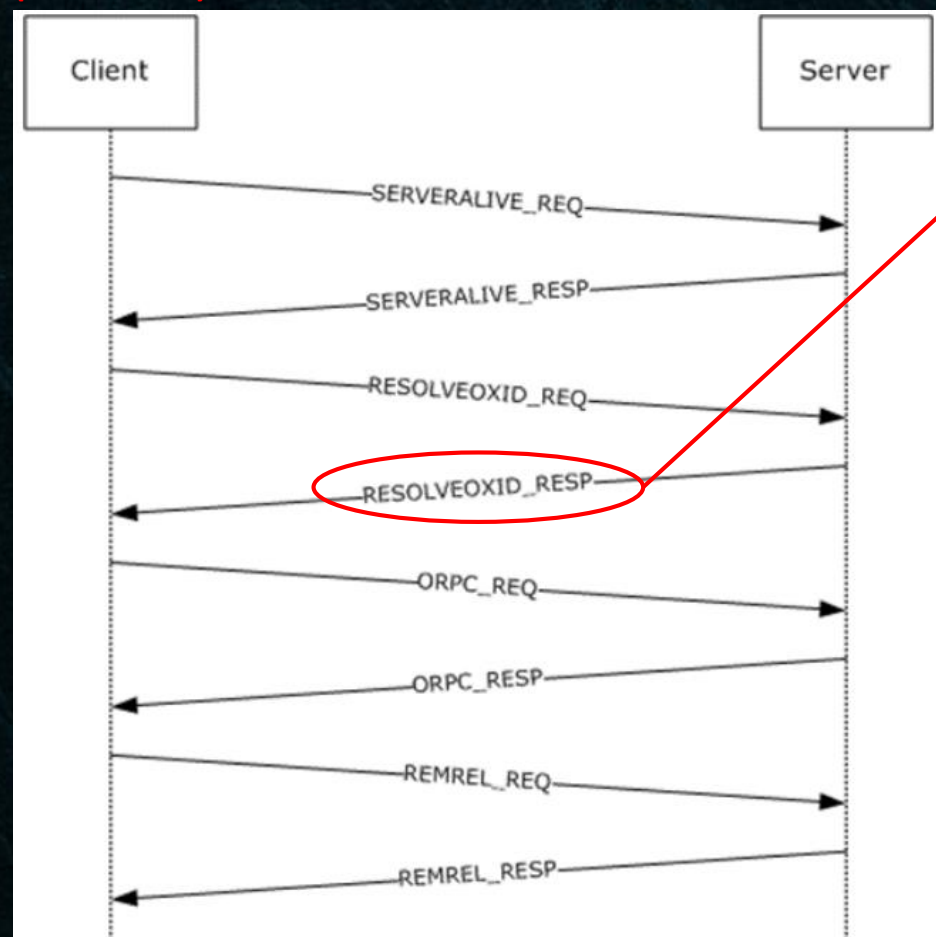 Client
Server
SERVERALIVE_REQ
SERVERALIVE_RESP
RESOLVEOXID_REQ
RESOLVEOXID_RESP
ORPC_REQ
ORPC_RESP
REMREL_REQ
REMREL_RESP